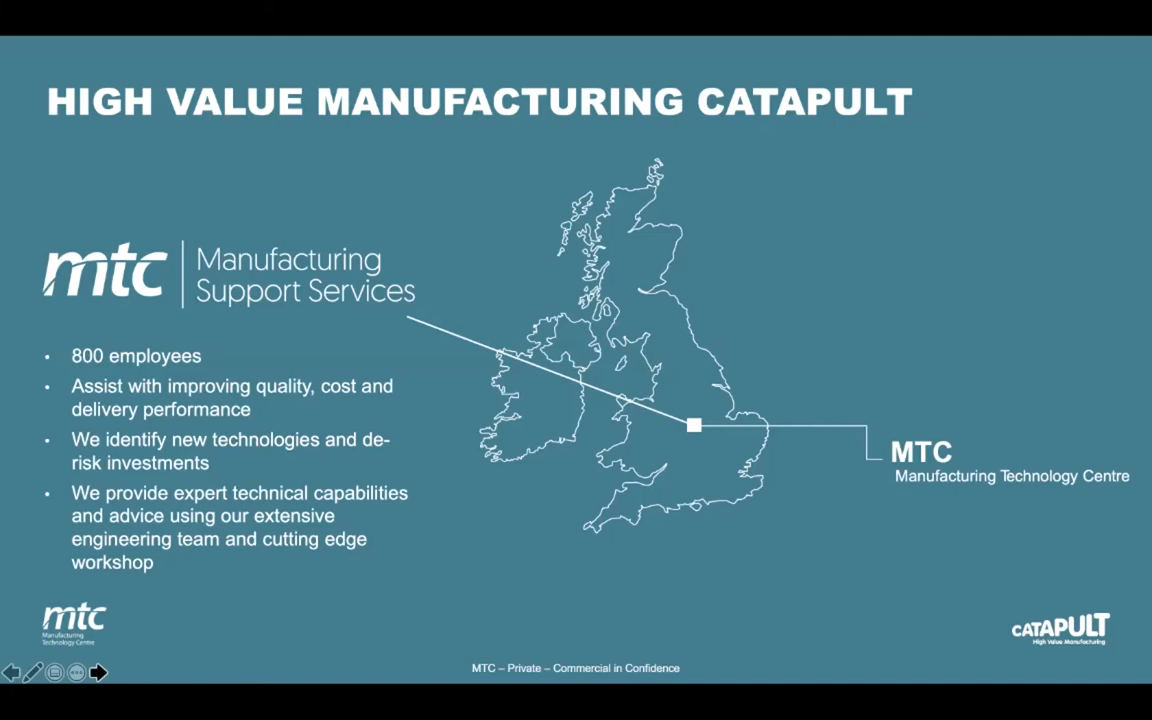 HIGH VALUE MANUFACTURING CATAPULT
mtc
Manufacturing
Support Services
• 800 employees
• Assist with improving quality, cost and
delivery performance
• We identify new technologies and de-
risk investments
• We provide expert technical capabilities
and advice using our extensive
engineering team and cutting edge
workshop
MTC
Manufacturing Technology Centre
mtc
Manufacturing
Technology Centre
MTC – Private – Commercial in Confidence
CATAPULT
High Value Manufacturing